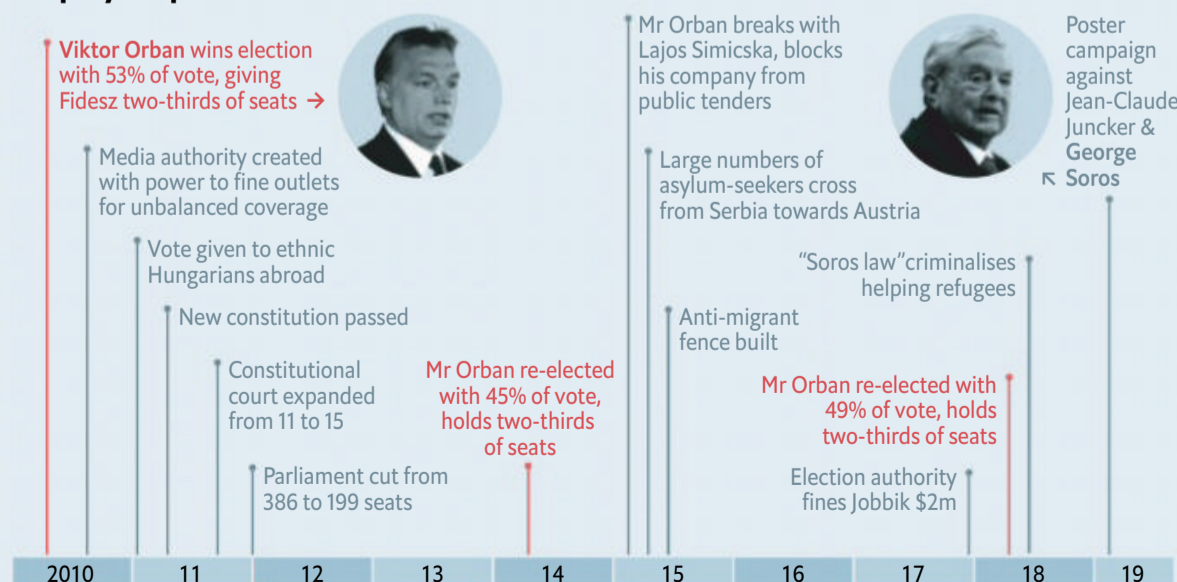 Viktor Orban wins election
with 53% of vote, giving
Fidesz two-thirds of seats →
Media authority created
with power to fine outlets
for unbalanced coverage
Vote given to ethnic
Hungarians abroad
New constitution passed
Constitutional
court expanded
from 11 to 15
Parliament cut from
386 to 199 seats
Mr Orban re-elected
with 45% of vote,
holds two-thirds
of seats
Mr Orban breaks with
Lajos Simicska, blocks
his company from
public tenders
Large numbers of
asylum-seekers cross
from Serbia towards Austria
Anti-migrant
fence built
Election authority
fines Jobbik $2m
Mr Orban re-elected with
49% of vote, holds
two-thirds of seats
“Soros law”criminalises
helping refugees
Poster
campaign
against
Jean-Claude
Juncker &
George
↖ Soros
2010 11 12 13 14 15 16 17 18 19